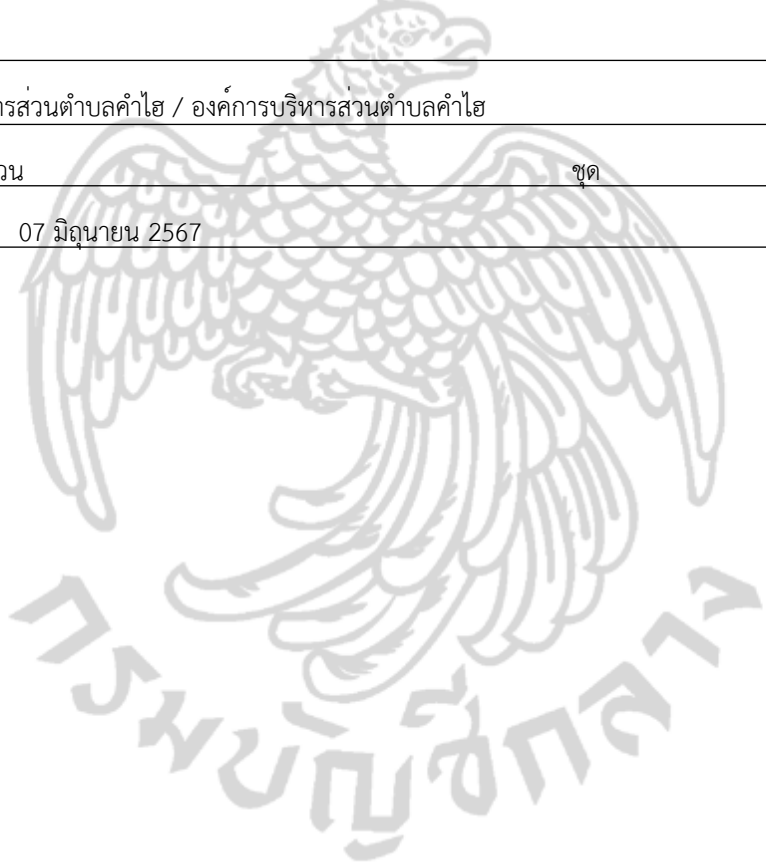 ารส่วนตำบลคำไฮ / องค์การบริหารส่วนตำบลคำไฮ
วน ชุด
07 มิถุนายน 2567
กรมบัญชีกลาง